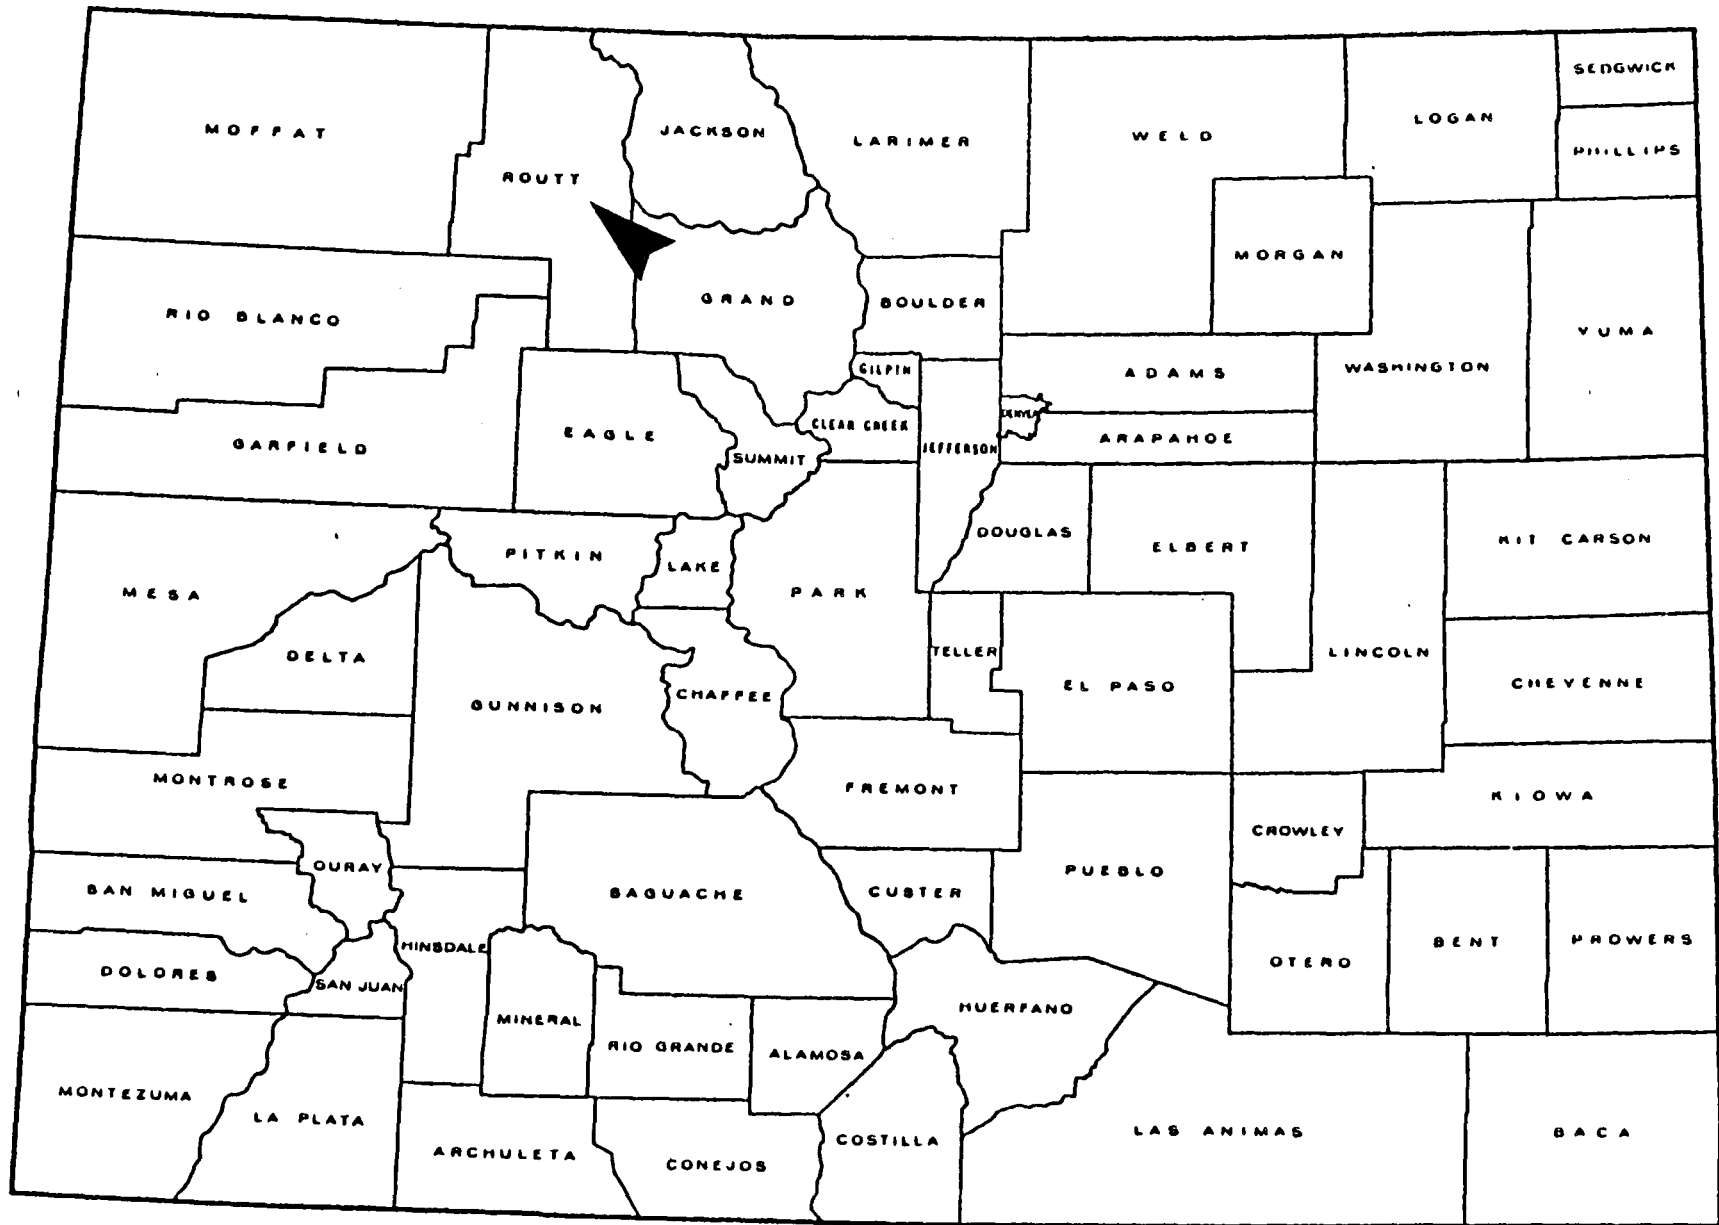 SEDGWICK
MOFFAT
JACKSON
LARIMER
WELD
LOGAN
PHILLIPS
ROUTT
MORGAN
GRAND
BOULDER
RIO BLANCO
YUMA
GILPIN
ADAMS
WASHINGTON
DENVER
CLEAR CREEK
EAGLE
ARAPAHOE
GARFIELD
JEFFERSON
SUMMIT
DOUGLAS
ELBERT
KIT CARSON
PITKIN
LAKE
MESA
PARK
DELTA
TELLER
LINCOLN
CHEYENNE
EL PASO
CHAFFEE
GUNNISON
MONTROSE
FREMONT
KIOWA
CROWLEY
OURAY
PUEBLO
SAN MIGUEL
SAGUACHE
CUSTER
HINSDALE
BENT
PROWERS
OTERO
DOLORES
SAN JUAN
HUERFANO
MINERAL
RIO GRANDE
ALAMOSA
MONTEZUMA
LA PLATA
LAS ANIMAS
BACA
COSTILLA
ARCHULETA
CONEJOS